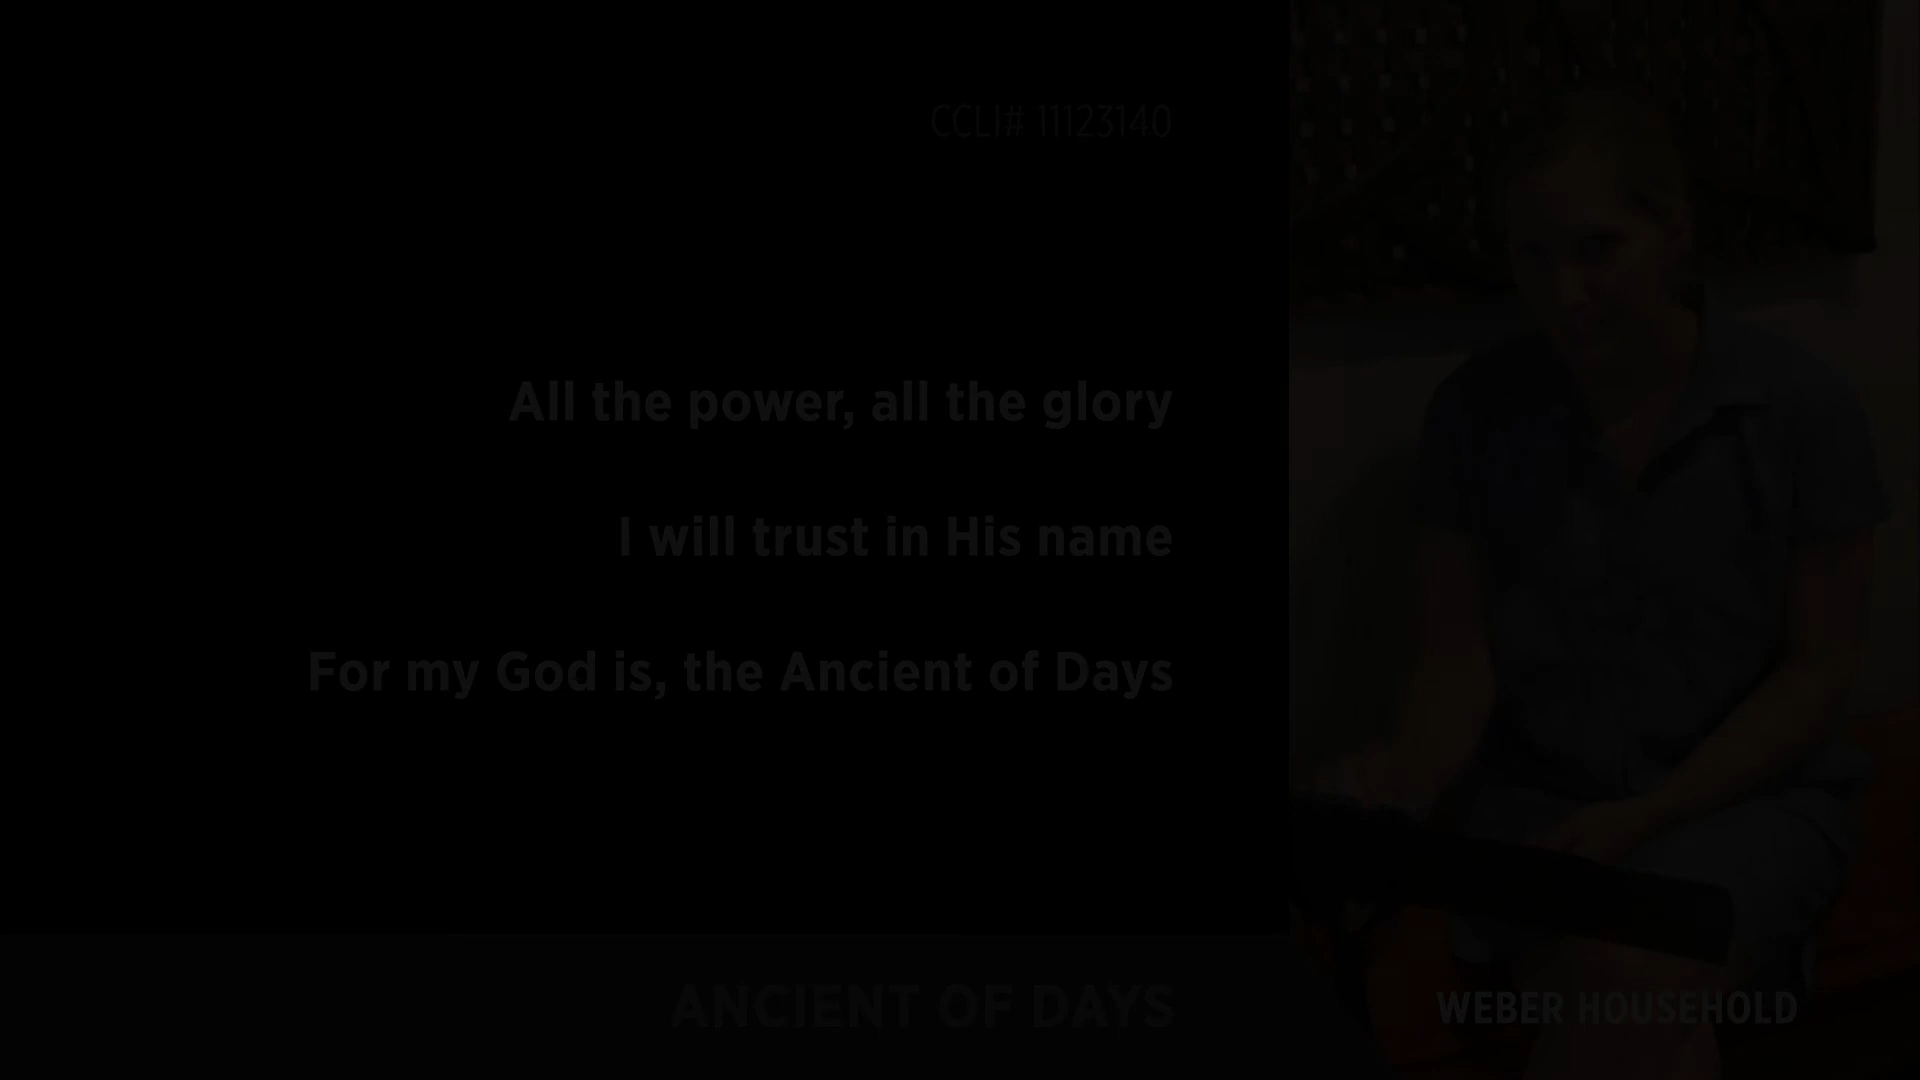 CCLI# 11123140
All the power, all the glory
I will trust in His name
For my God is, the Ancient of Days
ANCIENT OF DAYS
WEBER HOUSEHOLD